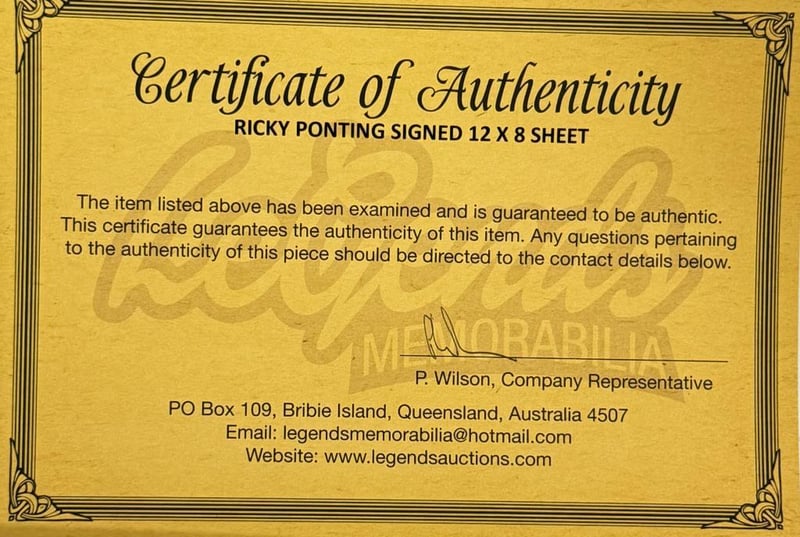 Certificate of Authenticity
RICKY PONTING SIGNED 12 X 8 SHEET
The item listed above has been examined and is guaranteed to be authentic.
This certificate guarantees the authenticity of this item. Any questions pertaining
to the authenticity of this piece should be directed to the contact details below.
Legends
MEMORABILIA
P. Wilson, Company Representative
PO Box 109, Bribie Island, Queensland, Australia 4507
Email: legendsmemorabilia@hotmail.com
Website: www.legendsauctions.com